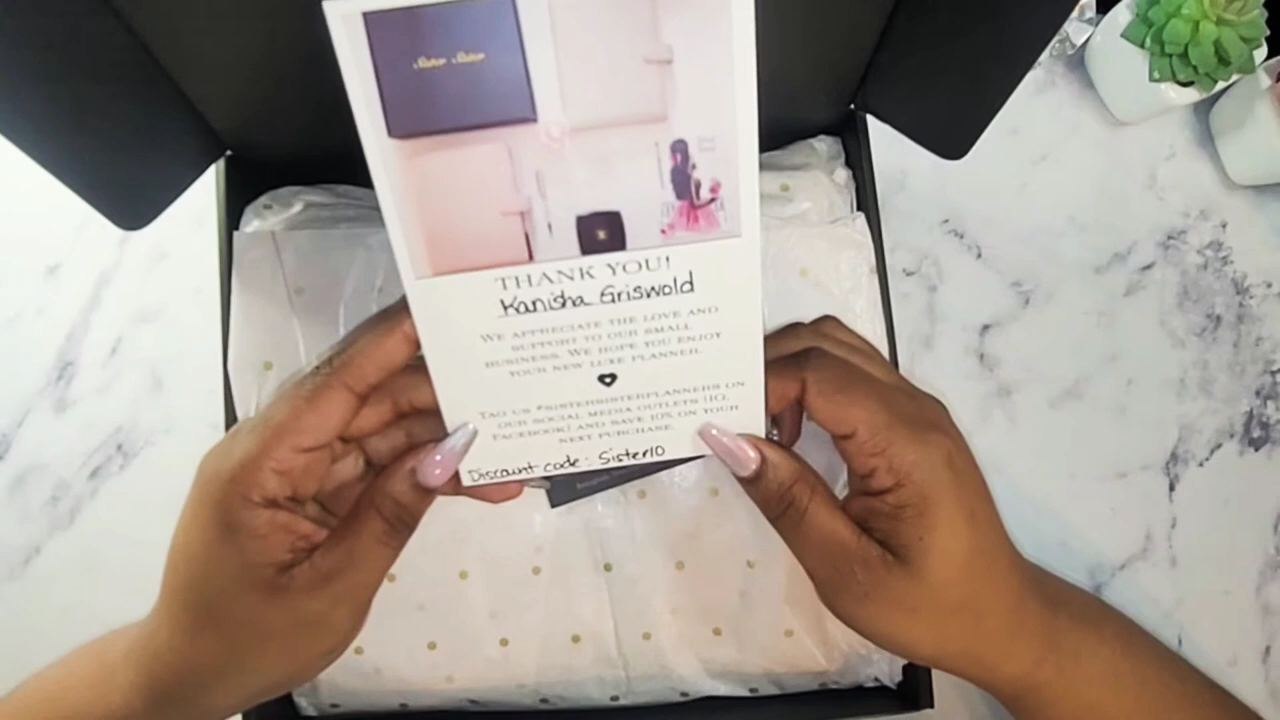 Sister Sister
THANK YOU!
Kanisha Griswold
WE APPRECIATE THE LOVE AND
SUPPORT TO OUR SMALL
BUSINESS. WE HOPE YOU ENJOY
YOUR NEW LUXE PLANNER.
TAG US #SISTERSISTERPLANNERS ON
OUR SOCIAL MEDIA OUTLETS (IG,
FACEBOOK) AND SAVE 10% ON YOUR
NEXT PURCHASE.
Discount code: Sister10